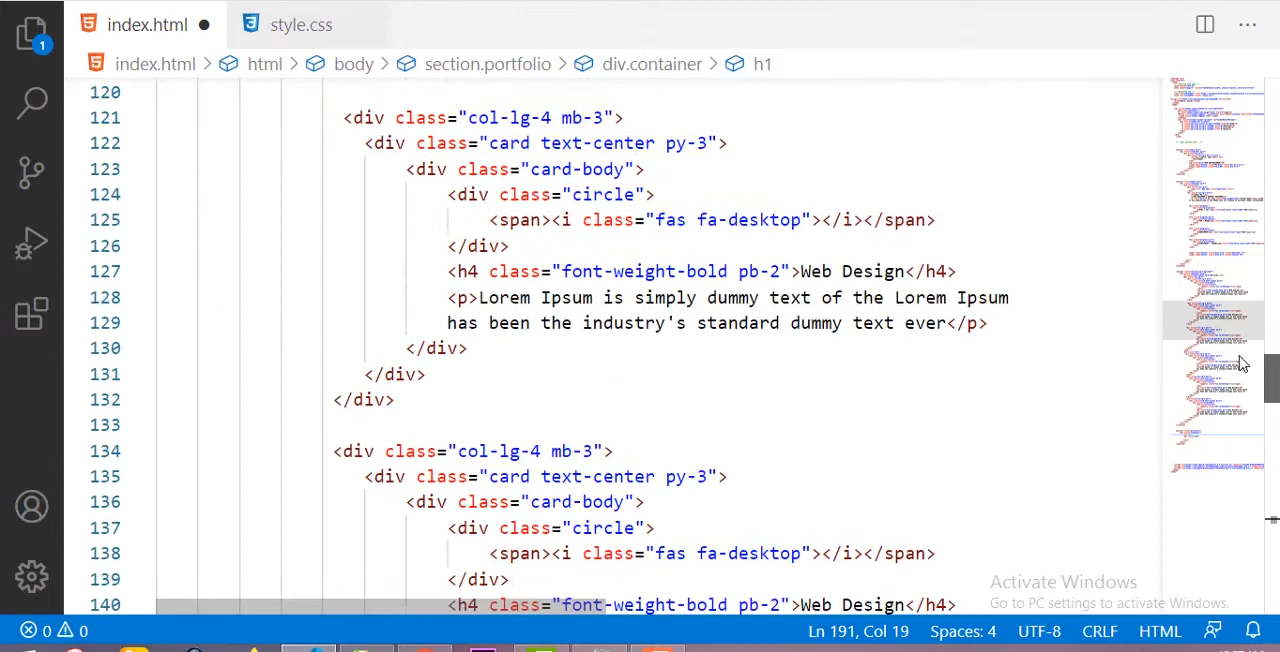 index.html ● style.css ···
1
index.html > html > body > section.portfolio > div.container > h1
120
121 <div class="col-lg-4 mb-3">
122 <div class="card text-center py-3">
123 <div class="card-body">
124 <div class="circle">
125 <span><i class="fas fa-desktop"></i></span>
126 </div>
127 <h4 class="font-weight-bold pb-2">Web Design</h4>
128 <p>Lorem Ipsum is simply dummy text of the Lorem Ipsum
129 has been the industry's standard dummy text ever</p>
130 </div>
131 </div>
132 </div>
133
134 <div class="col-lg-4 mb-3">
135 <div class="card text-center py-3">
136 <div class="card-body">
137 <div class="circle">
138 <span><i class="fas fa-desktop"></i></span>
139 </div>
140 <h4 class="font-weight-bold pb-2">Web Design</h4>
Activate Windows
Go to PC settings to activate Windows.
0 0 Ln 191, Col 19 Spaces: 4 UTF-8 CRLF HTML